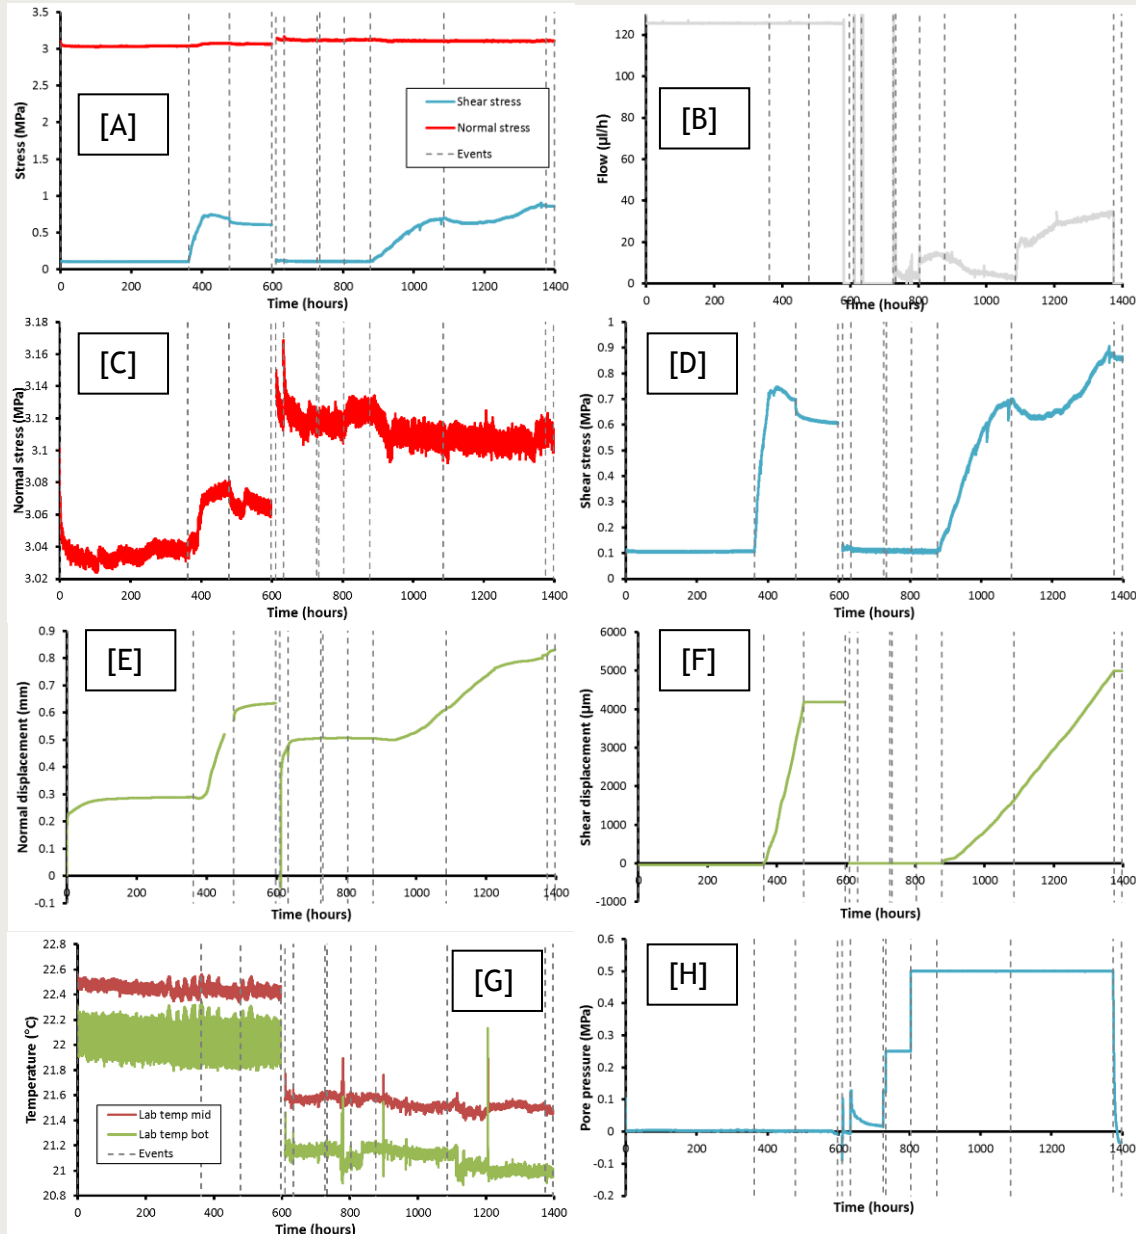 3.5
3
2.5
2
1.5
1
0.5
0
0 200 400 600 800 1000 1200 1400
Stress (MPa)
Time (hours)
[A]
Shear stress
Normal stress
Events
120
100
80
60
40
20
0
0 200 400 600 800 1000 1200 1400
Flow (µl/h)
Time (hours)
[B]
3.18
3.16
3.14
3.12
3.1
3.08
3.06
3.04
3.02
0 200 400 600 800 1000 1200 1400
Normal stress (MPa)
Time (hours)
[C]
1
0.9
0.8
0.7
0.6
0.5
0.4
0.3
0.2
0.1
0
0 200 400 600 800 1000 1200 1400
Shear stress (MPa)
Time (hours)
[D]
0.9
0.8
0.7
0.6
0.5
0.4
0.3
0.2
0.1
0
-0.1
0 200 400 600 800 1000 1200 1400
Normal displacement (mm)
Time (hours)
[E]
6000
5000
4000
3000
2000
1000
0
-1000
0 200 400 600 800 1000 1200 1400
Shear displacement (µm)
Time (hours)
[F]
22.8
22.6
22.4
22.2
22
21.8
21.6
21.4
21.2
21
20.8
0 200 400 600 800 1000 1200 1400
Temperature (°C)
Time (hours)
[G]
Lab temp mid
Lab temp bot
Events
0.6
0.5
0.4
0.3
0.2
0.1
0
-0.1
-0.2
0 200 400 600 800 1000 1200 1400
Pore pressure (MPa)
Time (hours)
[H]